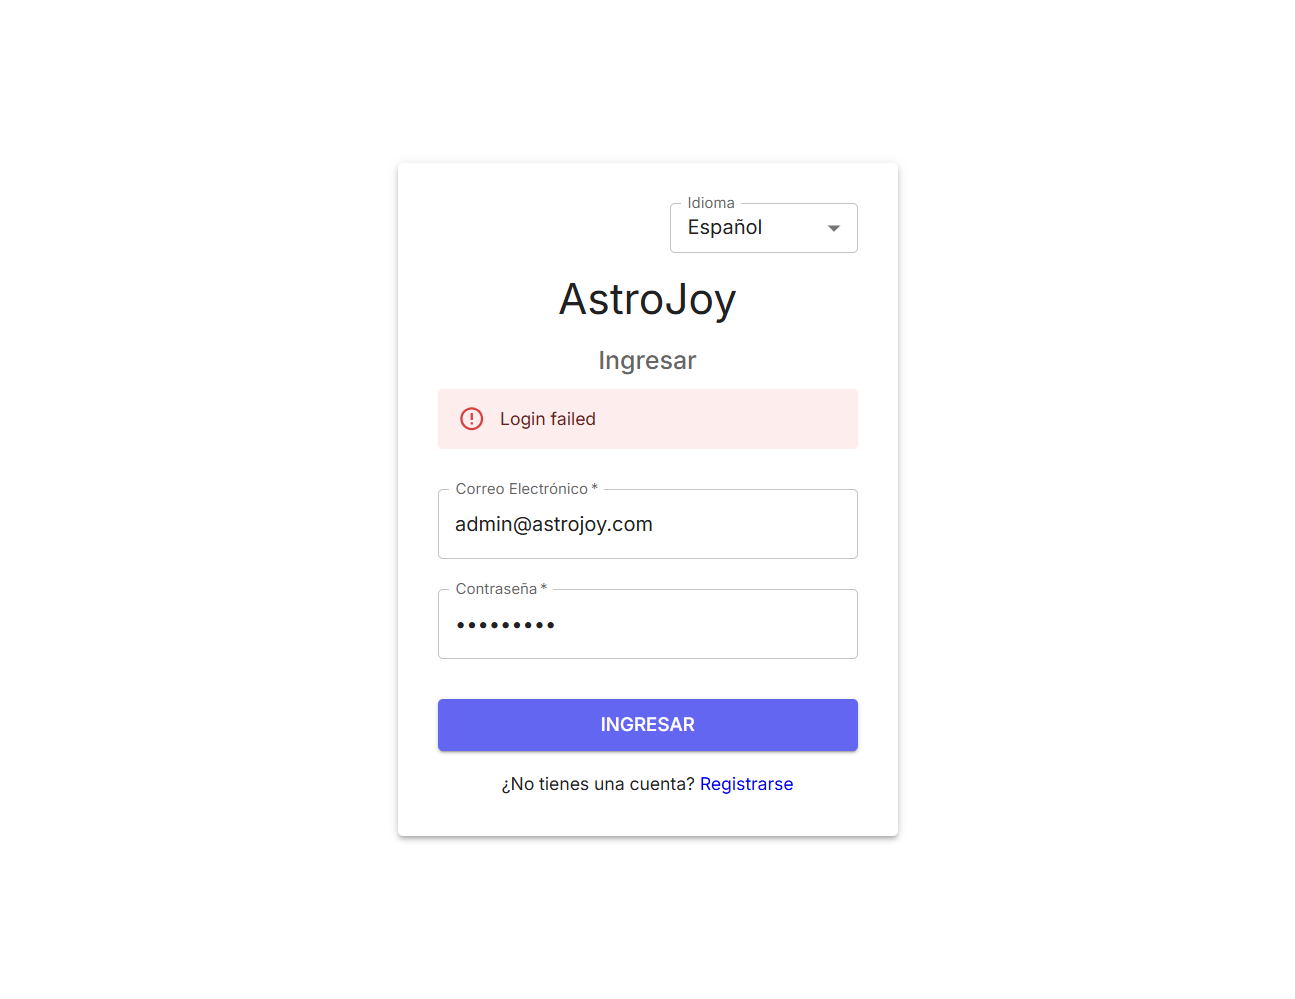 Idioma
Español
AstroJoy
Ingresar
Login failed
Correo Electrónico *
admin@astrojoy.com
Contraseña *
•••••••••
INGRESAR
¿No tienes una cuenta? Registrarse